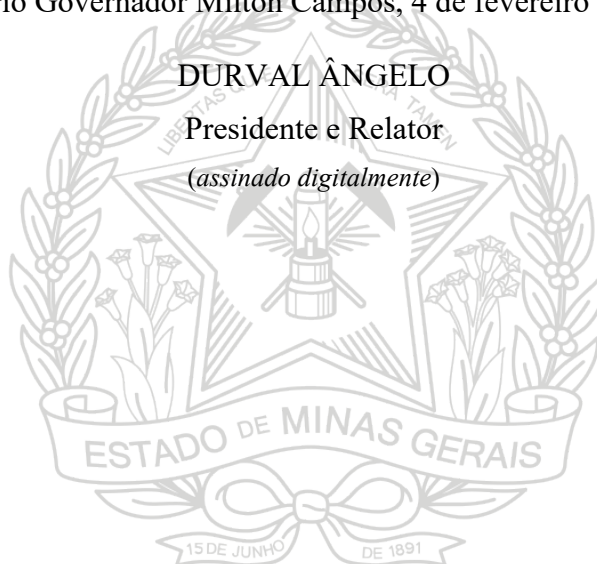 rio Governador Milton Campos, 4 de fevereiro
DURVAL ÂNGELO
Presidente e Relator
(assinado digitalmente)
ESTADO DE MINAS GERAIS
15 DE JUNHO DE 1891